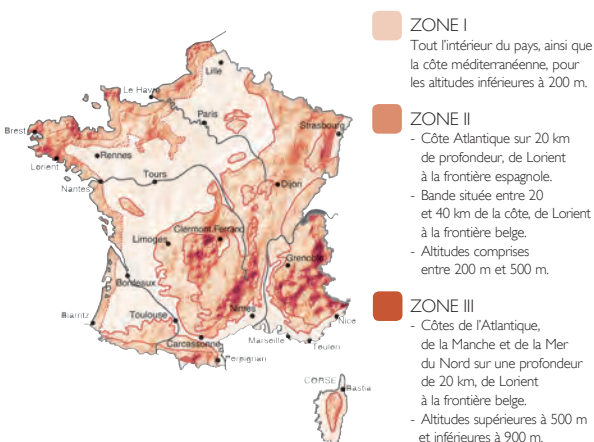 Lille
Le Havre
Paris
Strasbourg
Brest
Rennes
Lorient
Tours
Nantes
Dijon
Limoges
Clermont.Ferrand
Grenoble
Bordeaux
Biarritz
Toulouse
Nimes
Nice
Carcassonne
Marseille
Toulon
Perpignan
CORSE
Bastia
ZONE I
Tout l'intérieur du pays, ainsi que
la côte méditerranéenne, pour
les altitudes inférieures à 200 m.
ZONE II
- Côte Atlantique sur 20 km
de profondeur, de Lorient
à la frontière espagnole.
- Bande située entre 20
et 40 km de la côte, de Lorient
à la frontière belge.
- Altitudes comprises
entre 200 m et 500 m.
ZONE III
- Côtes de l'Atlantique,
de la Manche et de la Mer
du Nord sur une profondeur
de 20 km, de Lorient
à la frontière belge.
- Altitudes supérieures à 500 m
et inférieures à 900 m.